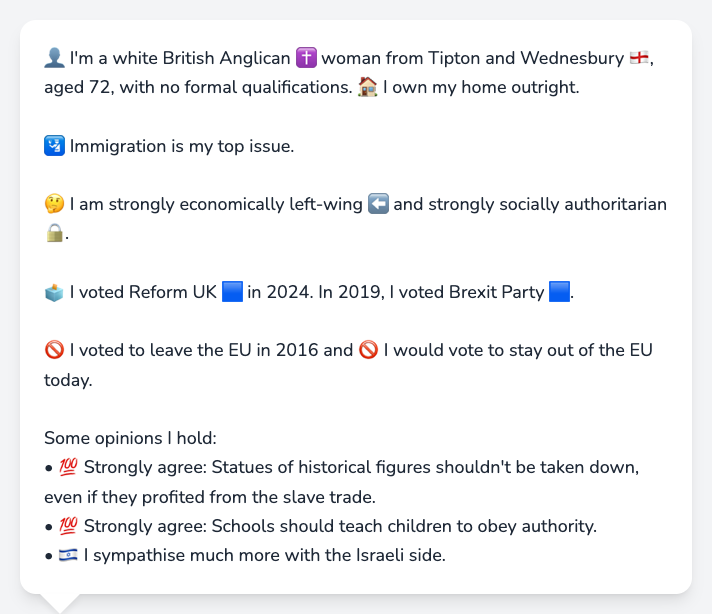 👤 I'm a white British Anglican ✝️ woman from Tipton and Wednesbury 🏴󠁧󠁢󠁥󠁮󠁧󠁿,
aged 72, with no formal qualifications. 🏠 I own my home outright.
🛂 Immigration is my top issue.
🤔 I am strongly economically left-wing ⬅️ and strongly socially authoritarian
🔒.
🗳️ I voted Reform UK 🟦 in 2024. In 2019, I voted Brexit Party 🟦.
🚫 I voted to leave the EU in 2016 and 🚫 I would vote to stay out of the EU
today.
Some opinions I hold:
• 💯 Strongly agree: Statues of historical figures shouldn't be taken down,
even if they profited from the slave trade.
• 💯 Strongly agree: Schools should teach children to obey authority.
• 🇮🇱 I sympathise much more with the Israeli side.